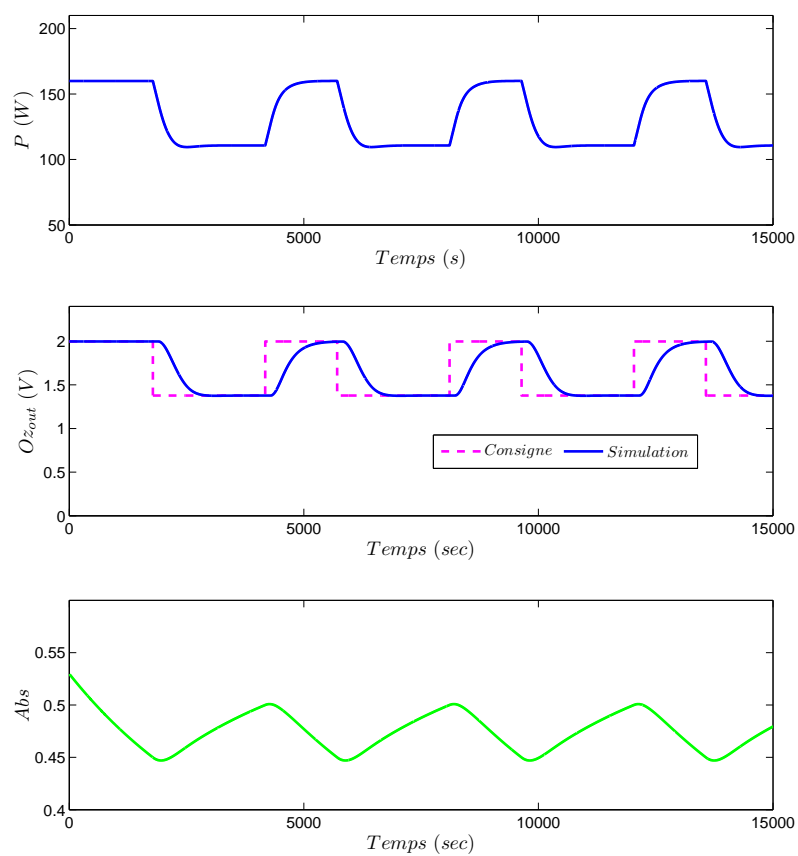 200
150
100
50
P (W)
0 5000 10000 15000
Temps (s)
2
1.5
1
0.5
0
Oz_out (V)
Consigne Simulation
0 5000 10000 15000
Temps (sec)
0.55
0.5
0.45
0.4
Abs
0 5000 10000 15000
Temps (sec)